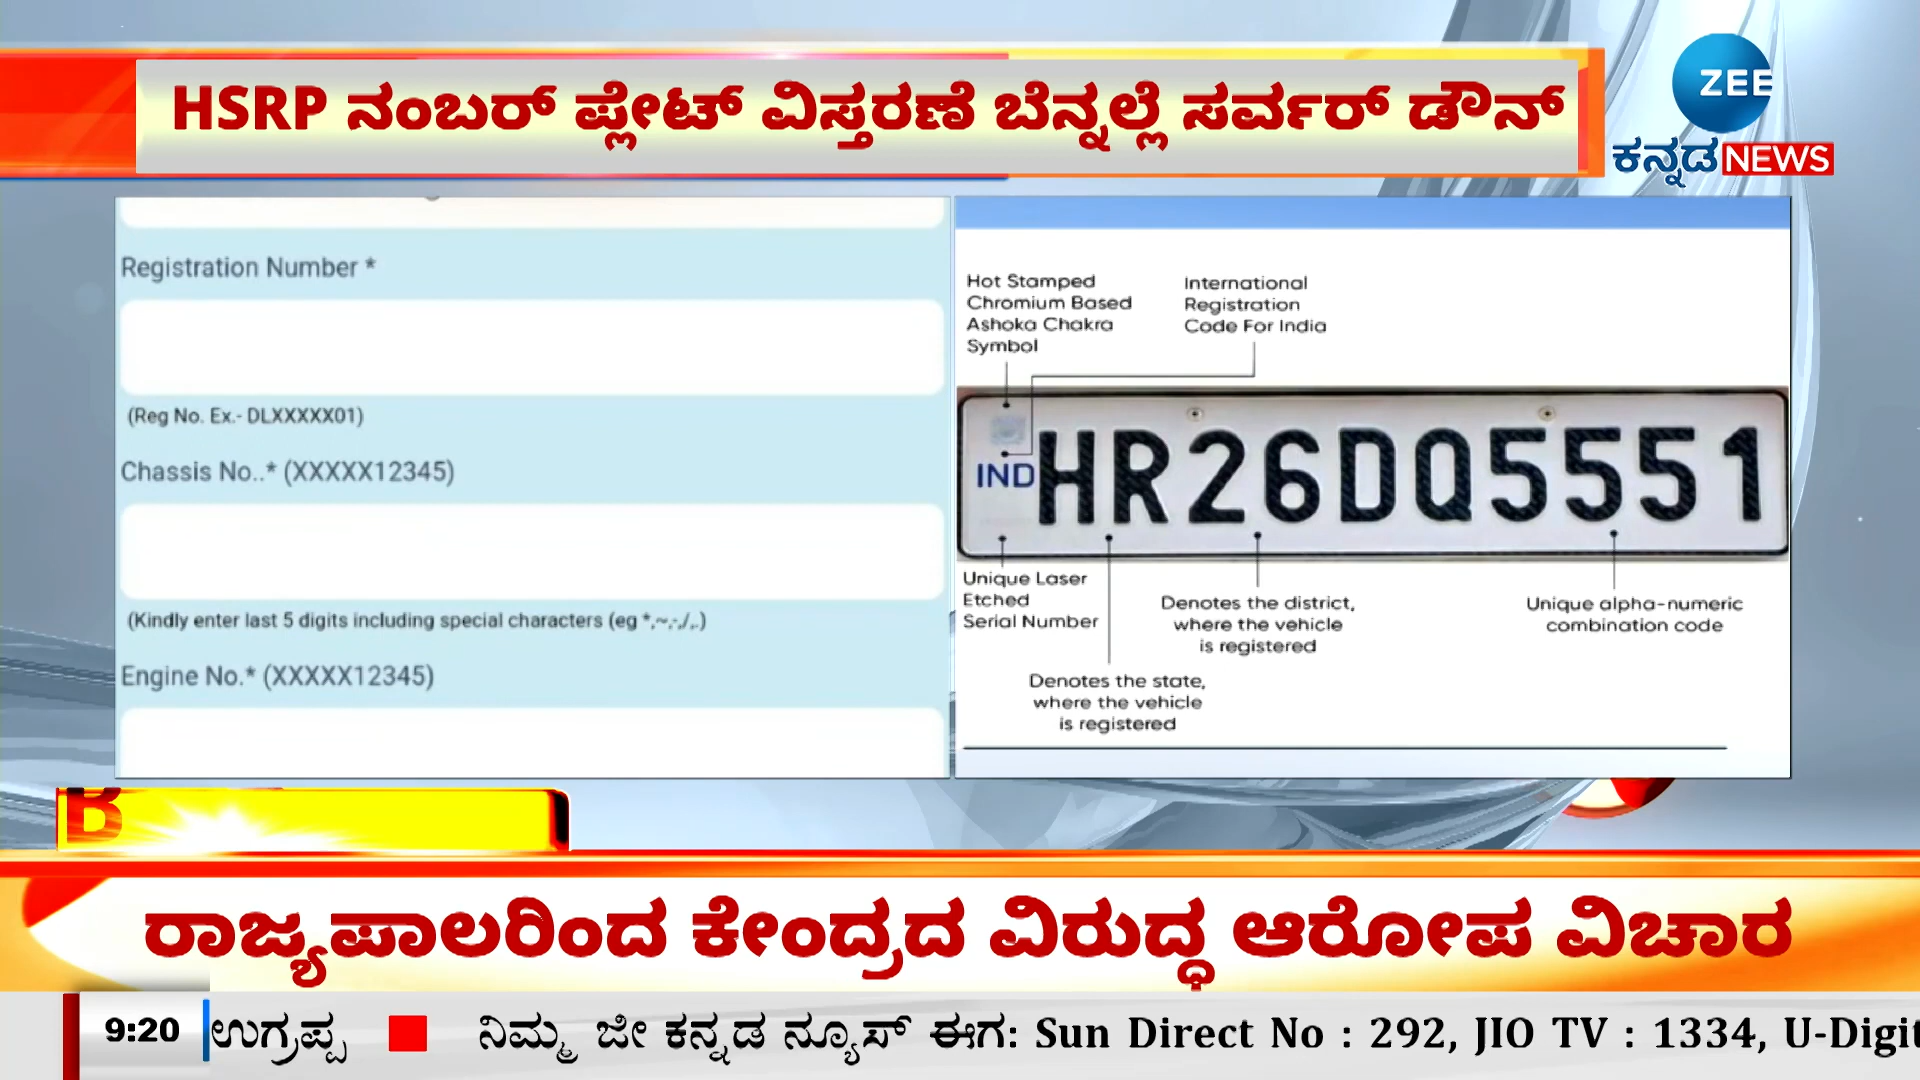 HSRP ನಂಬರ್ ಪ್ಲೇಟ್ ವಿಸ್ತರಣೆ ಬೆನ್ನಲ್ಲೆ ಸರ್ವರ್ ಡೌನ್
ZEE
ಕನ್ನಡ NEWS
Registration Number *
(Reg No. Ex.- DLXXXXX01)
Chassis No..* (XXXXX12345)
(Kindly enter last 5 digits including special characters (eg *,~,-,/,.)
Engine No.* (XXXXX12345)
Hot Stamped
Chromium Based
Ashoka Chakra
Symbol
International
Registration
Code For India
IND
HR26DQ5551
Unique Laser
Etched
Serial Number
Denotes the state,
where the vehicle
is registered
Denotes the district,
where the vehicle
is registered
Unique alpha-numeric
combination code
B
ರಾಜ್ಯಪಾಲರಿಂದ ಕೇಂದ್ರದ ವಿರುದ್ಧ ಆರೋಪ ವಿಚಾರ
9:20
ಉಗ್ರಪ್ಪ ನಿಮ್ಮ ಜೀ ಕನ್ನಡ ನ್ಯೂಸ್ ಈಗ: Sun Direct No : 292, JIO TV : 1334, U-Digit